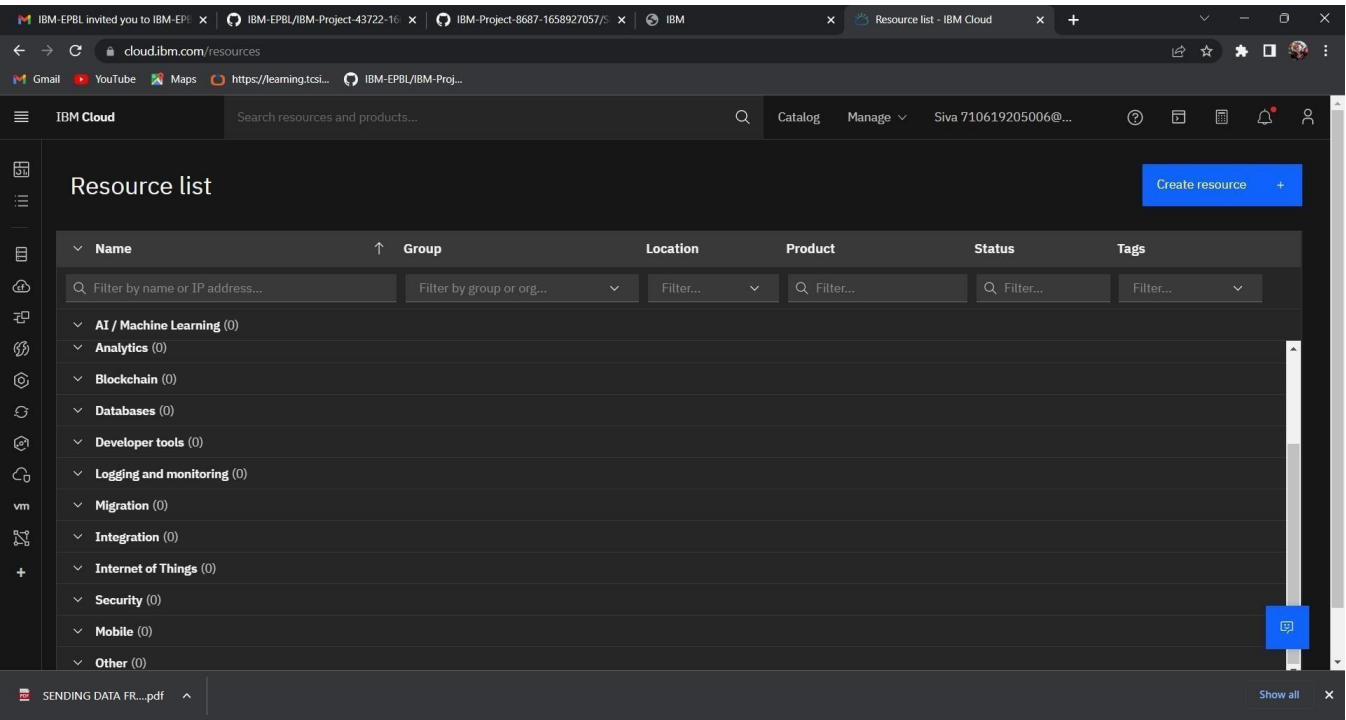 IBM-EPBL invited you to IBM-EPB
IBM-EPBL/IBM-Project-43722-16
IBM-Project-8687-1658927057/S
IBM
Resource list - IBM Cloud
cloud.ibm.com/resources
Gmail YouTube Maps https://learning.tcsi... IBM-EPBL/IBM-Proj...
IBM Cloud Search resources and products... Catalog Manage Siva 710619205006@...
Resource list
Create resource +
Name Group Location Product Status Tags
Filter by name or IP address... Filter by group or org... Filter... Filter... Filter... Filter...
AI / Machine Learning (0)
Analytics (0)
Blockchain (0)
Databases (0)
Developer tools (0)
Logging and monitoring (0)
vm
Migration (0)
Integration (0)
Internet of Things (0)
Security (0)
Mobile (0)
Other (0)
PDF
SENDING DATA FR....pdf
Show all